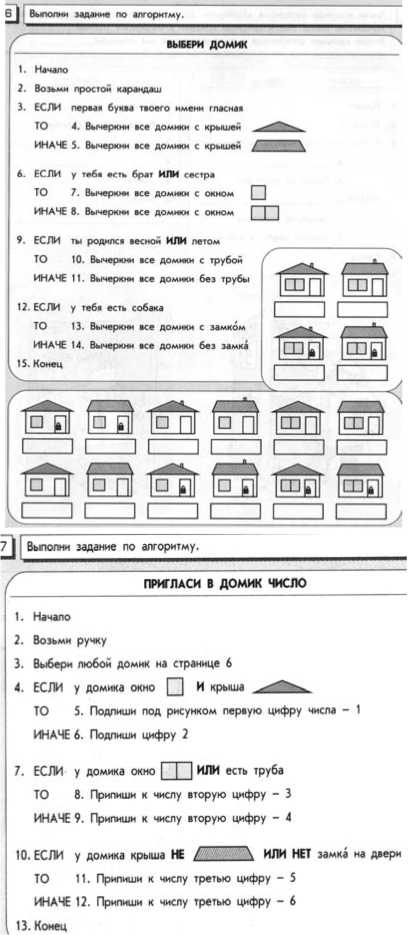 6 Выполни задание по алгоритму.
ВЫБЕРИ ДОМИК
1. Начало
2. Возьми простой карандаш
3. ЕСЛИ первая буква твоего имени гласная
ТО 4. Вычеркни все домики с крышей
ИНАЧЕ 5. Вычеркни все домики с крышей
6. ЕСЛИ у тебя есть брат ИЛИ сестра
ТО 7. Вычеркни все домики с окном
ИНАЧЕ 8. Вычеркни все домики с окном
9. ЕСЛИ ты родился весной ИЛИ летом
ТО 10. Вычеркни все домики с трубой
ИНАЧЕ 11. Вычеркни все домики без трубы
12. ЕСЛИ у тебя есть собака
ТО 13. Вычеркни все домики с замко́м
ИНАЧЕ 14. Вычеркни все домики без замка́
15. Конец
7 Выполни задание по алгоритму.
ПРИГЛАСИ В ДОМИК ЧИСЛО
1. Начало
2. Возьми ручку
3. Выбери любой домик на странице 6
4. ЕСЛИ у домика окно И крыша
ТО 5. Подпиши под рисунком первую цифру числа – 1
ИНАЧЕ 6. Подпиши цифру 2
7. ЕСЛИ у домика окно ИЛИ есть труба
ТО 8. Припиши к числу вторую цифру – 3
ИНАЧЕ 9. Припиши к числу вторую цифру – 4
10. ЕСЛИ у домика крыша НЕ ИЛИ НЕТ замка́ на двери
ТО 11. Припиши к числу третью цифру – 5
ИНАЧЕ 12. Припиши к числу третью цифру – 6
13. Конец